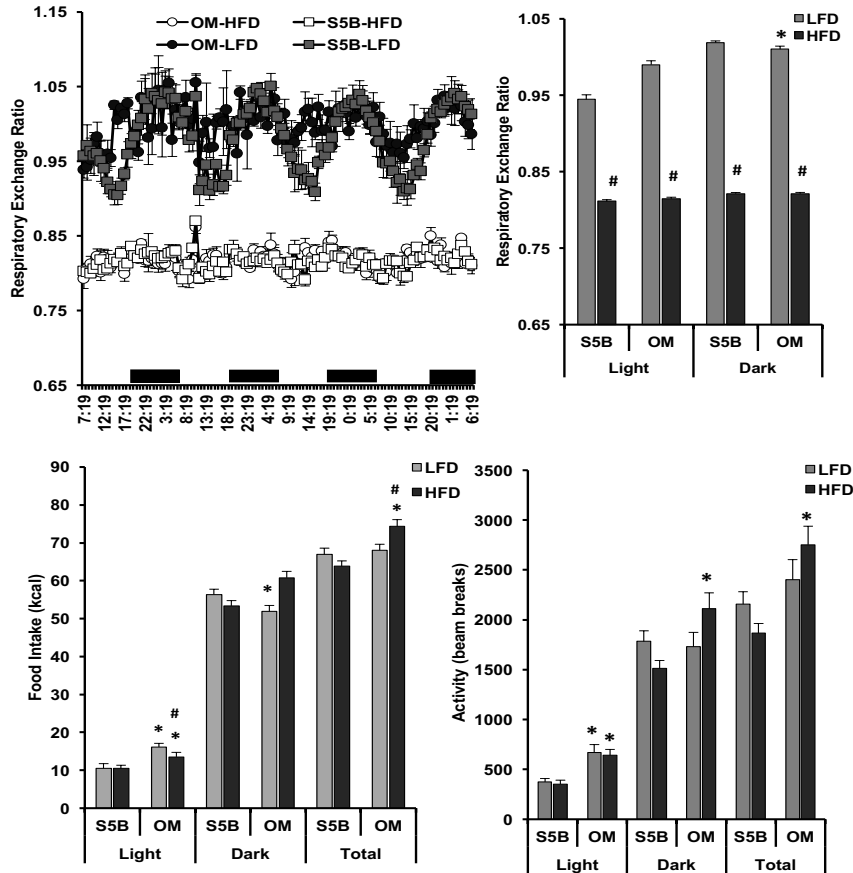 OM-HFD S5B-HFD
OM-LFD S5B-LFD
Respiratory Exchange Ratio
1.15
1.05
0.95
0.85
0.75
0.65
7:19 12:19 17:19 22:19 3:19 8:19 13:19 18:19 23:19 4:19 9:19 14:19 19:19 0:19 5:19 10:19 15:19 20:19 1:19 6:19
LFD
HFD
Respiratory Exchange Ratio
1.05
0.95
0.85
0.75
0.65
*
# # # #
S5B OM S5B OM
Light Dark
LFD
HFD
Food Intake (kcal)
90
80
70
60
50
40
30
20
10
0
#
*
*
#
* *
S5B OM S5B OM S5B OM
Light Dark Total
LFD
HFD
Activity (beam breaks)
3500
3000
2500
2000
1500
1000
500
0
*
*
* *
S5B OM S5B OM S5B OM
Light Dark Total